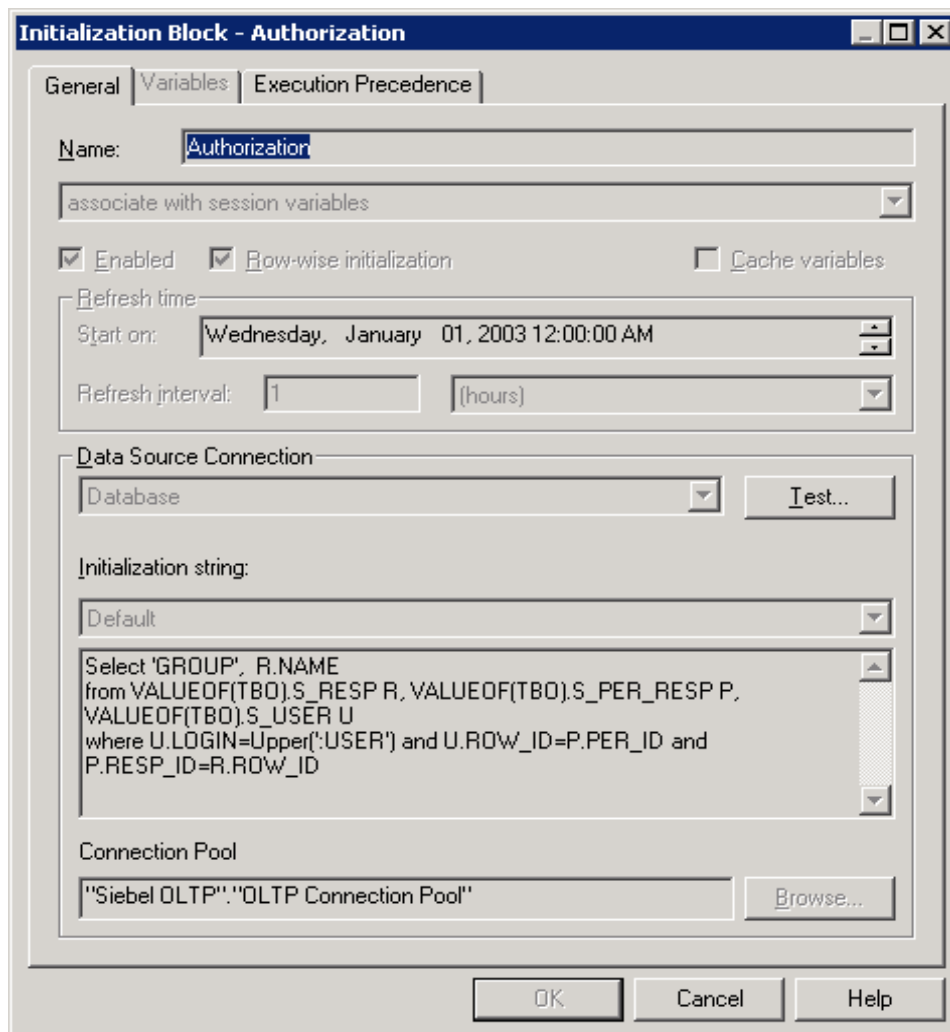 Initialization Block - Authorization
General Variables Execution Precedence
Name: Authorization
associate with session variables
Enabled Row-wise initialization Cache variables
Refresh time
Start on: Wednesday, January 01, 2003 12:00:00 AM
Refresh interval: 1 (hours)
Data Source Connection
Database Test...
Initialization string:
Default
Select 'GROUP', R.NAME
from VALUEOF(TBO).S_RESP R, VALUEOF(TBO).S_PER_RESP P,
VALUEOF(TBO).S_USER U
where U.LOGIN=Upper(':USER') and U.ROW_ID=P.PER_ID and
P.RESP_ID=R.ROW_ID
Connection Pool
"Siebel OLTP"."OLTP Connection Pool" Browse...
OK Cancel Help